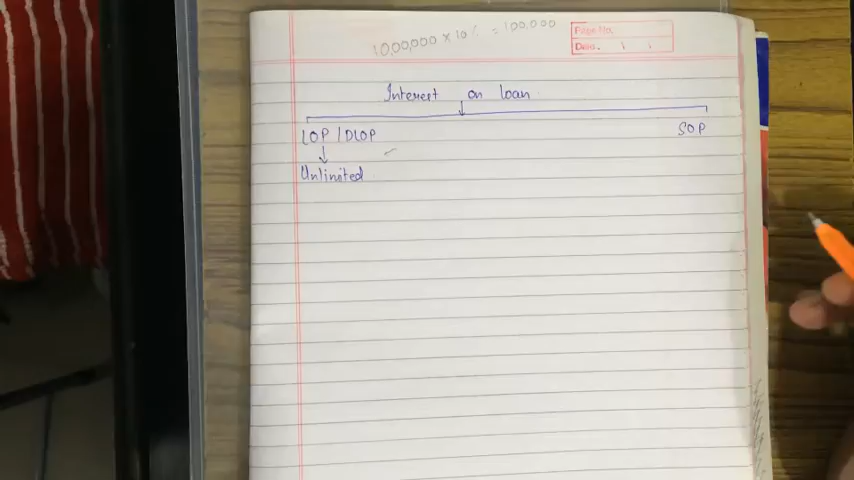 10,00,000 x 10% = 100,000
Page No.
Date.
Interest on loan
LOP / DLOP
SOP
Unlimited